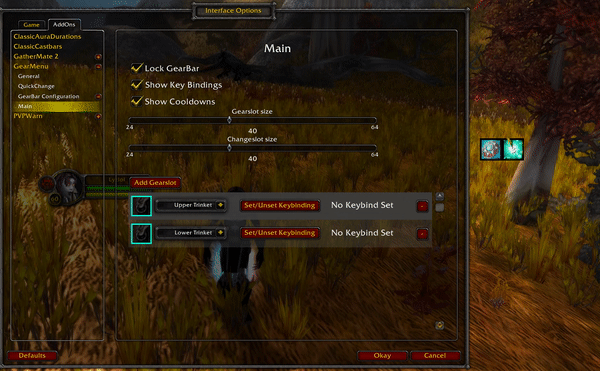 Interface Options
Game AddOns
ClassicAuraDurations
ClassicCastbars
GatherMate 2
GearMenu
General
QuickChange
GearBar Configuration
Main
PVPWarn
Main
Lock GearBar
Show Key Bindings
Show Cooldowns
Gearslot size
24 40 64
Changeslot size
24 40 64
Add Gearslot
Upper Trinket Set/Unset Keybinding No Keybind Set -
Lower Trinket Set/Unset Keybinding No Keybind Set -
60
Defaults Okay Cancel